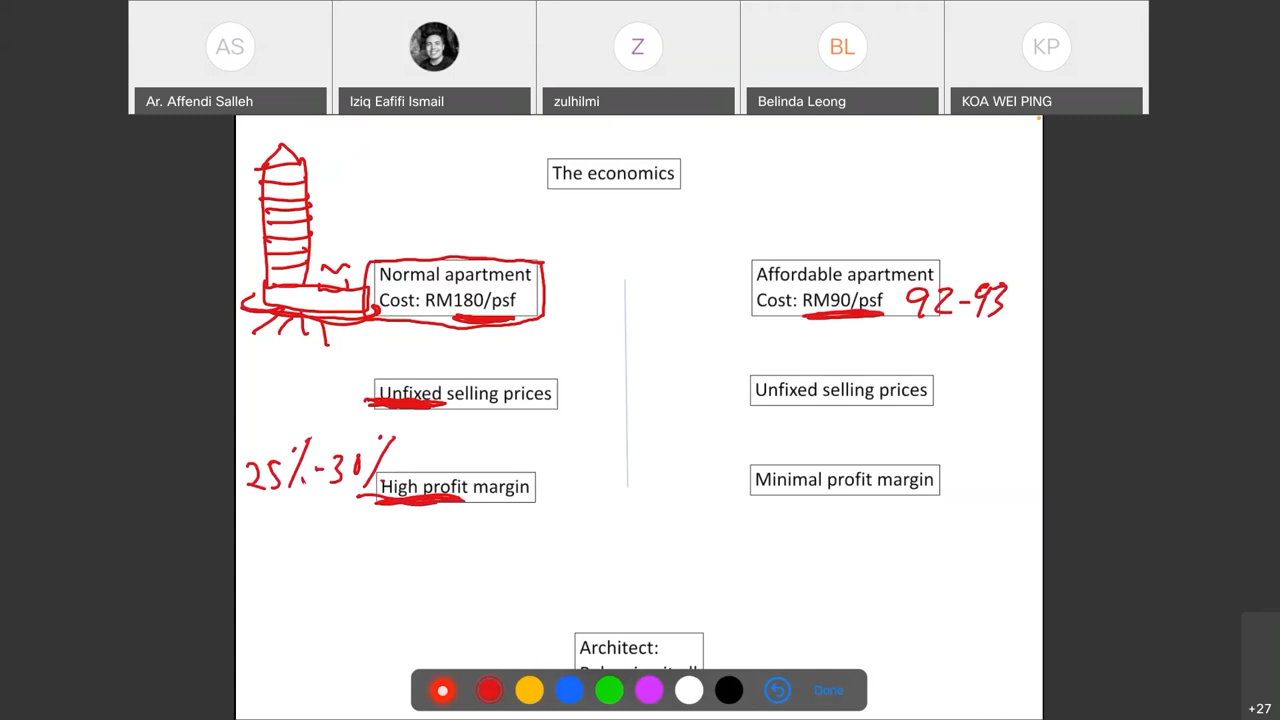 AS
Z
BL
KP
Ar. Affendi Salleh
Iziq Eafifi Ismail
zulhilmi
Belinda Leong
KOA WEI PING
The economics
Normal apartment
Cost: RM180/psf
Affordable apartment
Cost: RM90/psf
92-93
Unfixed selling prices
Unfixed selling prices
25%-30%
High profit margin
Minimal profit margin
Architect:
Done
+27